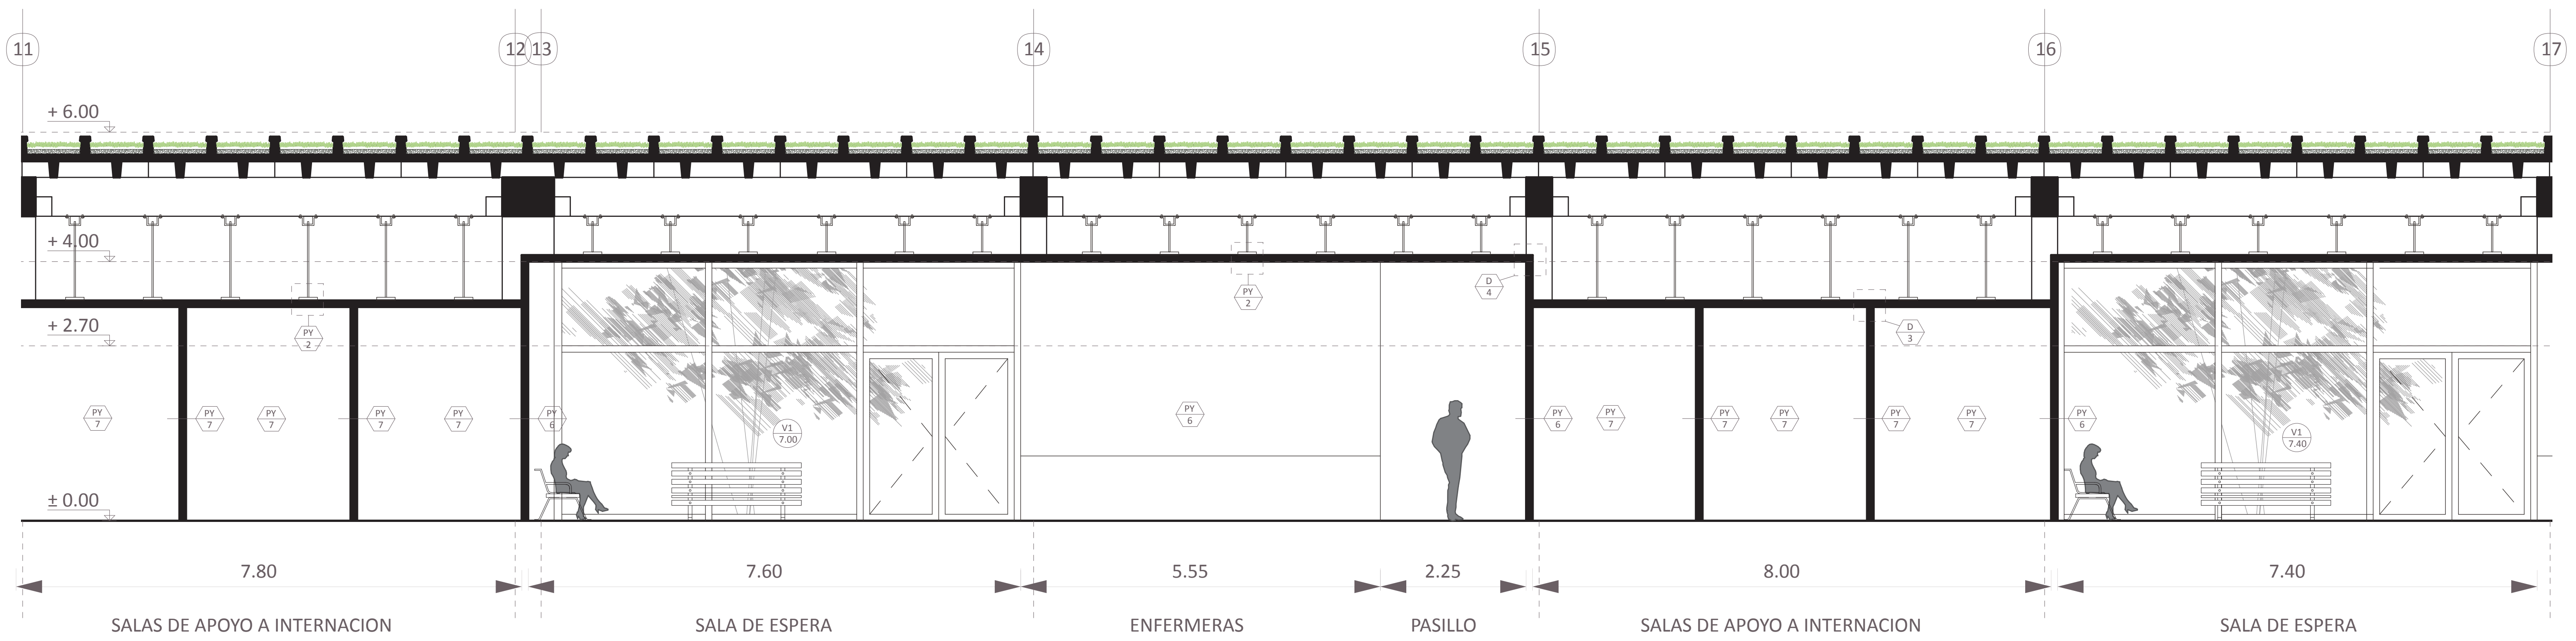 11 12 13 14 15 16 17
+ 6.00
+ 4.00
PY PY D
2 2 4
+ 2.70
PY D
2 3
PY PY PY PY PY PY PY PY PY PY PY PY PY PY
7 7 7 7 7 6 6 6 7 7 7 7 7 6
V1 V1
7.00 7.40
± 0.00
7.80 7.60 5.55 2.25 8.00 7.40
SALAS DE APOYO A INTERNACION SALA DE ESPERA ENFERMERAS PASILLO SALAS DE APOYO A INTERNACION SALA DE ESPERA